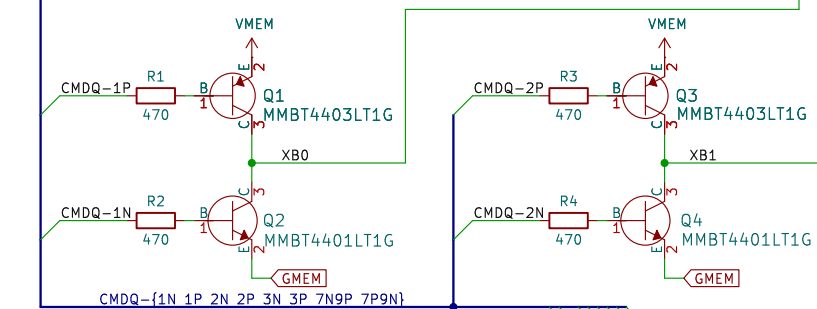 VMEM
VMEM
E
2
E
2
R1
R3
CMDQ-1P
B
CMDQ-2P
B
Q1
Q3
1
1
470
470
MMBT4403LT1G
MMBT4403LT1G
C
3
C
3
XB0
XB1
C
3
C
3
R2
R4
CMDQ-1N
B
CMDQ-2N
B
Q2
Q4
1
1
470
470
MMBT4401LT1G
MMBT4401LT1G
E
2
E
2
GMEM
GMEM
CMDQ-{1N 1P 2N 2P 3N 3P 7N9P 7P9N}